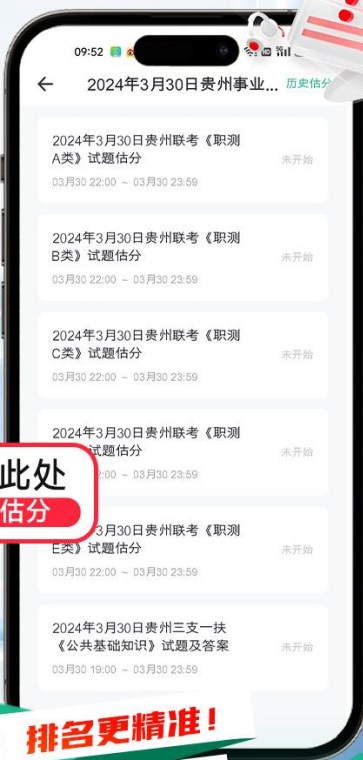 09:52
2024年3月30日贵州事业... 历史估分
2024年3月30日贵州联考《职测
A类》试题估分
未开始
03月30 22:00 ~ 03月30 23:59
2024年3月30日贵州联考《职测
B类》试题估分
未开始
03月30 22:00 ~ 03月30 23:59
2024年3月30日贵州联考《职测
C类》试题估分
未开始
03月30 22:00 ~ 03月30 23:59
2024年3月30日贵州联考《职测
试题估分
未开始
:00 ~ 03月30 23:59
此处
估分
3月30日贵州联考《职测
E类》试题估分
未开始
03月30 22:00 ~ 03月30 23:59
2024年3月30日贵州三支一扶
《公共基础知识》试题及答案
未开始
03月30 19:00 ~ 03月30 23:59
排名更精准!